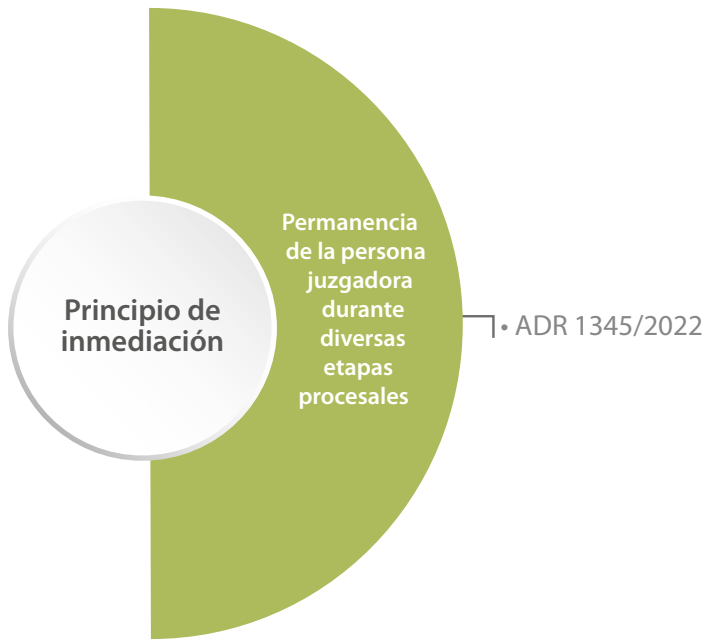 Principio de
inmediación
Permanencia
de la persona
juzgadora
durante
diversas
etapas
procesales
• ADR 1345/2022